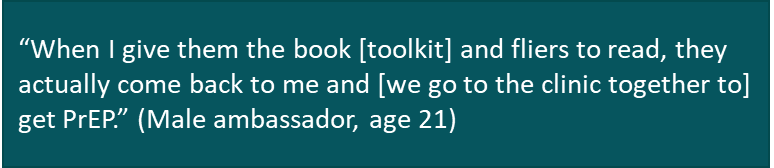 “When I give them the book [toolkit] and fliers to read, they
actually come back to me and [we go to the clinic together to]
get PrEP.” (Male ambassador, age 21)